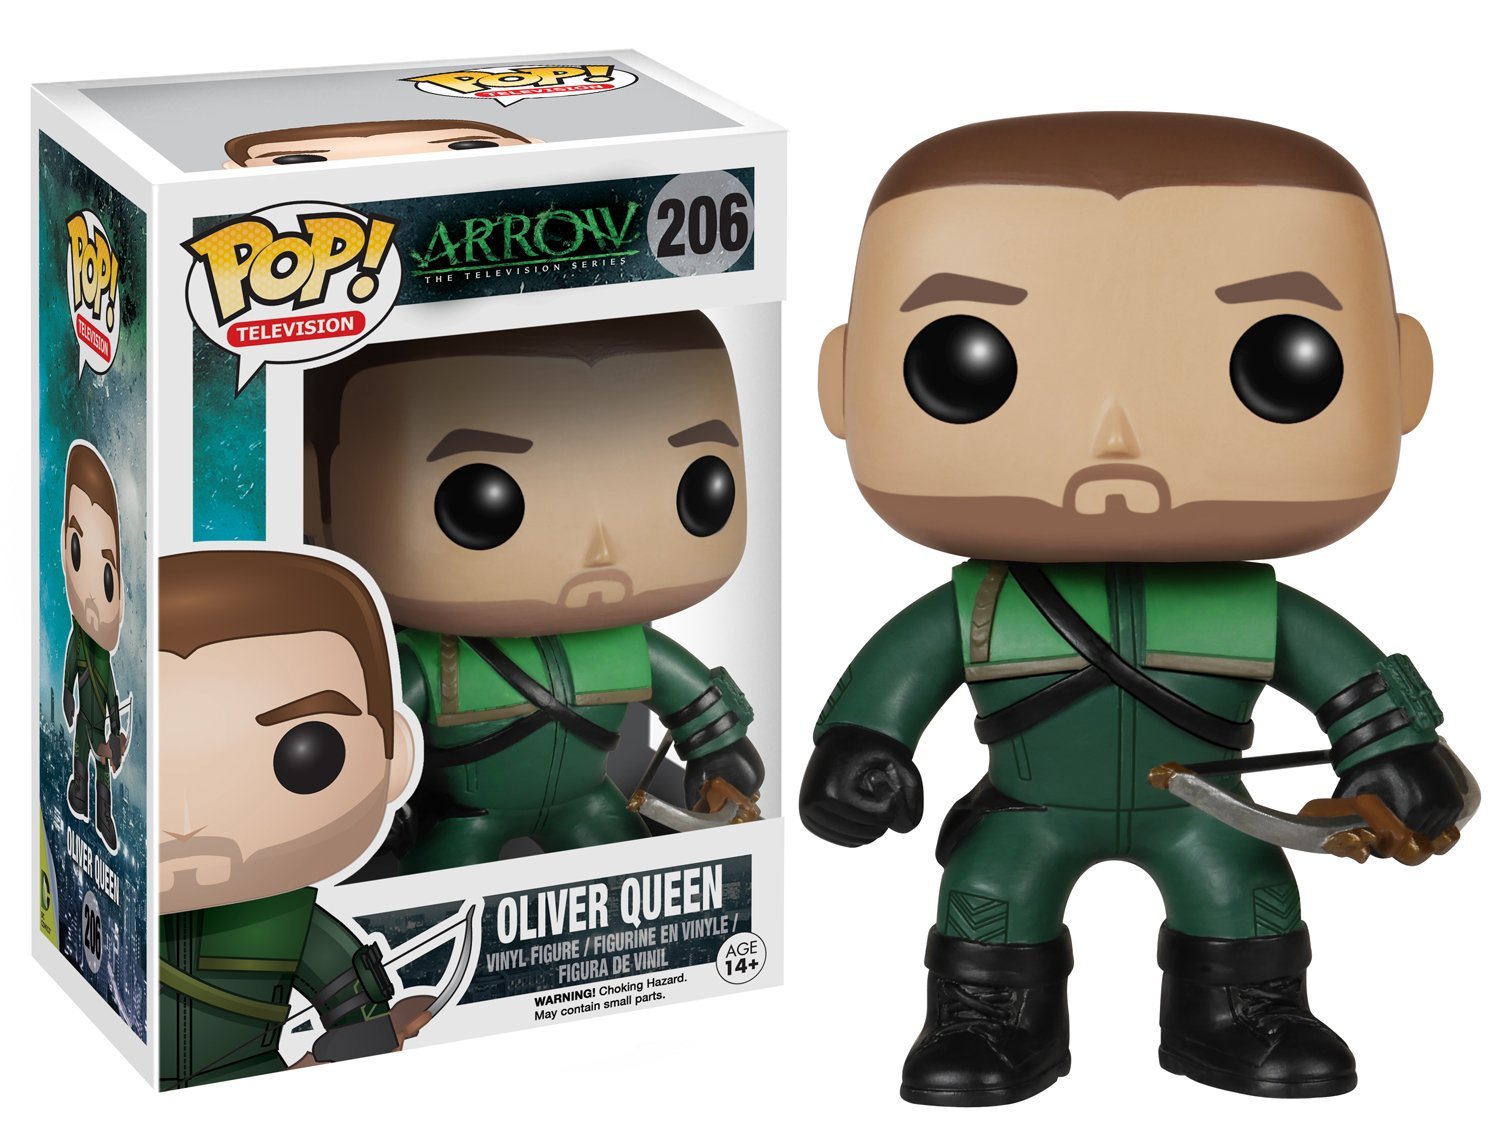 POP!
TELEVISION
POP!
TELEVISION
ARROW
THE TELEVISION SERIES
206
POP!
TELEVISION
OLIVER QUEEN
206
OLIVER QUEEN
VINYL FIGURE / FIGURINE EN VINYLE /
FIGURA DE VINIL
AGE
14+
WARNING! Choking Hazard.
May contain small parts.